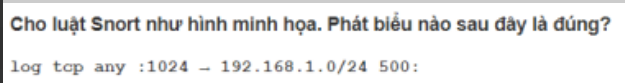 Cho luật Snort như hình minh họa. Phát biểu nào sau đây là đúng?
log tcp any :1024 → 192.168.1.0/24 500: